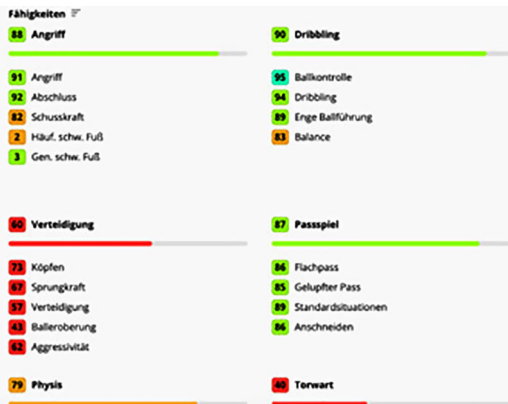 Fähigkeiten
88 Angriff
91 Angriff
92 Abschluss
82 Schusskraft
2 Häuf. schw. Fuß
3 Gen. schw. Fuß
90 Dribbling
95 Ballkontrolle
94 Dribbling
89 Enge Ballführung
83 Balance
60 Verteidigung
73 Köpfen
67 Sprungkraft
57 Verteidigung
43 Balleroberung
62 Aggressivität
87 Passspiel
86 Flachpass
85 Gelupfter Pass
89 Standardsituationen
86 Anschneiden
79 Physis
40 Torwart